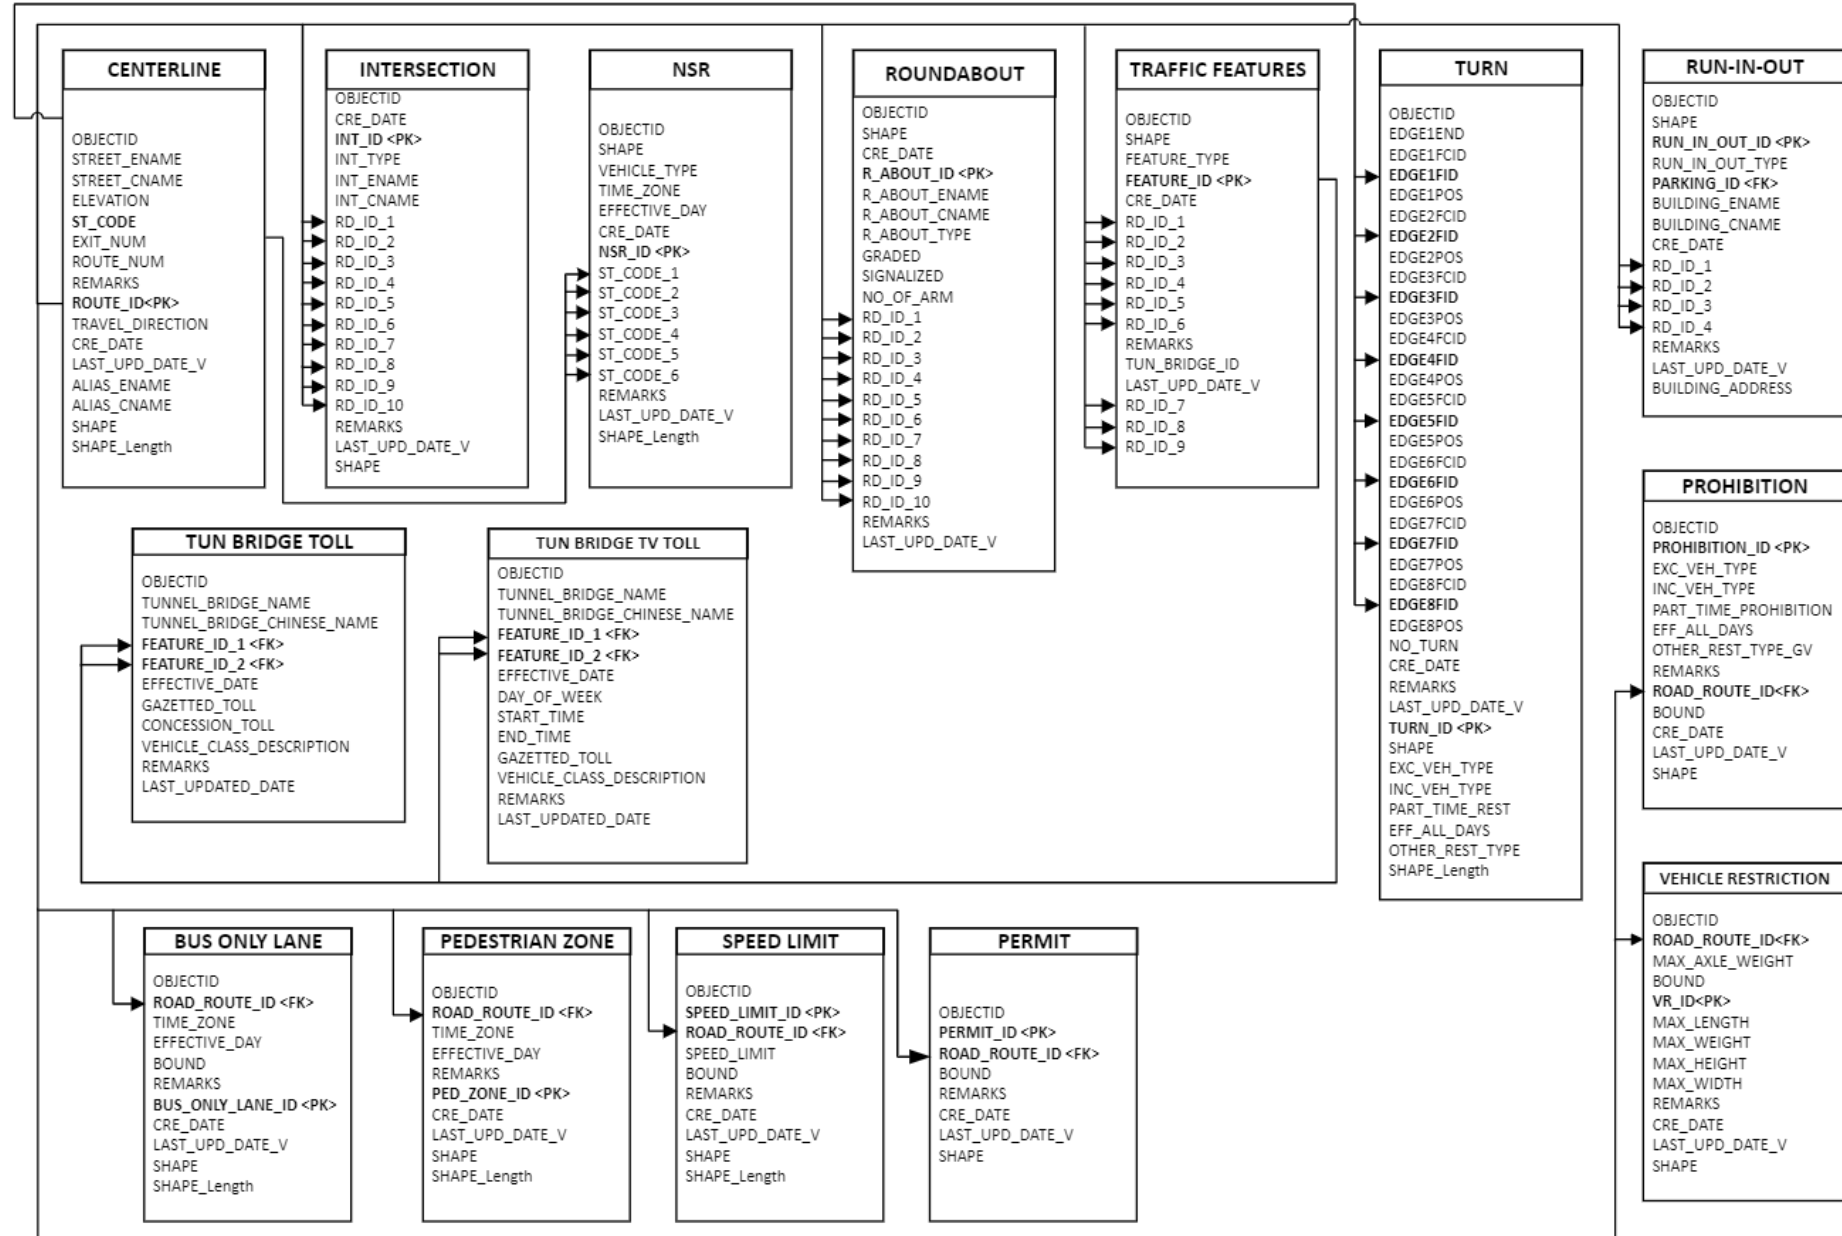 CENTERLINE
OBJECTID
STREET_ENAME
STREET_CNAME
ELEVATION
ST_CODE
EXIT_NUM
ROUTE_NUM
REMARKS
ROUTE_ID<PK>
TRAVEL_DIRECTION
CRE_DATE
LAST_UPD_DATE_V
ALIAS_ENAME
ALIAS_CNAME
SHAPE
SHAPE_Length
INTERSECTION
OBJECTID
CRE_DATE
INT_ID <PK>
INT_TYPE
INT_ENAME
INT_CNAME
RD_ID_1
RD_ID_2
RD_ID_3
RD_ID_4
RD_ID_5
RD_ID_6
RD_ID_7
RD_ID_8
RD_ID_9
RD_ID_10
REMARKS
LAST_UPD_DATE_V
SHAPE
NSR
OBJECTID
SHAPE
VEHICLE_TYPE
TIME_ZONE
EFFECTIVE_DAY
CRE_DATE
NSR_ID <PK>
ST_CODE_1
ST_CODE_2
ST_CODE_3
ST_CODE_4
ST_CODE_5
ST_CODE_6
REMARKS
LAST_UPD_DATE_V
SHAPE_Length
ROUNDABOUT
OBJECTID
SHAPE
CRE_DATE
R_ABOUT_ID <PK>
R_ABOUT_ENAME
R_ABOUT_CNAME
R_ABOUT_TYPE
GRADED
SIGNALIZED
NO_OF_ARM
RD_ID_1
RD_ID_2
RD_ID_3
RD_ID_4
RD_ID_5
RD_ID_6
RD_ID_7
RD_ID_8
RD_ID_9
RD_ID_10
REMARKS
LAST_UPD_DATE_V
TRAFFIC FEATURES
OBJECTID
SHAPE
FEATURE_TYPE
FEATURE_ID <PK>
CRE_DATE
RD_ID_1
RD_ID_2
RD_ID_3
RD_ID_4
RD_ID_5
RD_ID_6
REMARKS
TUN_BRIDGE_ID
LAST_UPD_DATE_V
RD_ID_7
RD_ID_8
RD_ID_9
TURN
OBJECTID
EDGE1END
EDGE1FCID
EDGE1FID
EDGE1POS
EDGE2FCID
EDGE2FID
EDGE2POS
EDGE3FCID
EDGE3FID
EDGE3POS
EDGE4FCID
EDGE4FID
EDGE4POS
EDGE5FCID
EDGE5FID
EDGE5POS
EDGE6FCID
EDGE6FID
EDGE6POS
EDGE7FCID
EDGE7FID
EDGE7POS
EDGE8FCID
EDGE8FID
EDGE8POS
NO_TURN
CRE_DATE
REMARKS
LAST_UPD_DATE_V
TURN_ID <PK>
SHAPE
EXC_VEH_TYPE
INC_VEH_TYPE
PART_TIME_REST
EFF_ALL_DAYS
OTHER_REST_TYPE
SHAPE_Length
RUN-IN-OUT
OBJECTID
SHAPE
RUN_IN_OUT_ID <PK>
RUN_IN_OUT_TYPE
PARKING_ID <FK>
BUILDING_ENAME
BUILDING_CNAME
CRE_DATE
RD_ID_1
RD_ID_2
RD_ID_3
RD_ID_4
REMARKS
LAST_UPD_DATE_V
BUILDING_ADDRESS
PROHIBITION
OBJECTID
PROHIBITION_ID <PK>
EXC_VEH_TYPE
INC_VEH_TYPE
PART_TIME_PROHIBITION
EFF_ALL_DAYS
OTHER_REST_TYPE_GV
REMARKS
ROAD_ROUTE_ID<FK>
BOUND
CRE_DATE
LAST_UPD_DATE_V
SHAPE
TUN BRIDGE TOLL
OBJECTID
TUNNEL_BRIDGE_NAME
TUNNEL_BRIDGE_CHINESE_NAME
FEATURE_ID_1 <FK>
FEATURE_ID_2 <FK>
EFFECTIVE_DATE
GAZETTED_TOLL
CONCESSION_TOLL
VEHICLE_CLASS_DESCRIPTION
REMARKS
LAST_UPDATED_DATE
TUN BRIDGE TV TOLL
OBJECTID
TUNNEL_BRIDGE_NAME
TUNNEL_BRIDGE_CHINESE_NAME
FEATURE_ID_1 <FK>
FEATURE_ID_2 <FK>
EFFECTIVE_DATE
DAY_OF_WEEK
START_TIME
END_TIME
GAZETTED_TOLL
VEHICLE_CLASS_DESCRIPTION
REMARKS
LAST_UPDATED_DATE
VEHICLE RESTRICTION
OBJECTID
ROAD_ROUTE_ID<FK>
MAX_AXLE_WEIGHT
BOUND
VR_ID<PK>
MAX_LENGTH
MAX_WEIGHT
MAX_HEIGHT
MAX_WIDTH
REMARKS
CRE_DATE
LAST_UPD_DATE_V
SHAPE
BUS ONLY LANE
OBJECTID
ROAD_ROUTE_ID <FK>
TIME_ZONE
EFFECTIVE_DAY
BOUND
REMARKS
BUS_ONLY_LANE_ID <PK>
CRE_DATE
LAST_UPD_DATE_V
SHAPE
SHAPE_Length
PEDESTRIAN ZONE
OBJECTID
ROAD_ROUTE_ID <FK>
TIME_ZONE
EFFECTIVE_DAY
REMARKS
PED_ZONE_ID <PK>
CRE_DATE
LAST_UPD_DATE_V
SHAPE
SHAPE_Length
SPEED LIMIT
OBJECTID
SPEED_LIMIT_ID <PK>
ROAD_ROUTE_ID <FK>
SPEED_LIMIT
BOUND
REMARKS
CRE_DATE
LAST_UPD_DATE_V
SHAPE
SHAPE_Length
PERMIT
OBJECTID
PERMIT_ID <PK>
ROAD_ROUTE_ID <FK>
BOUND
REMARKS
CRE_DATE
LAST_UPD_DATE_V
SHAPE